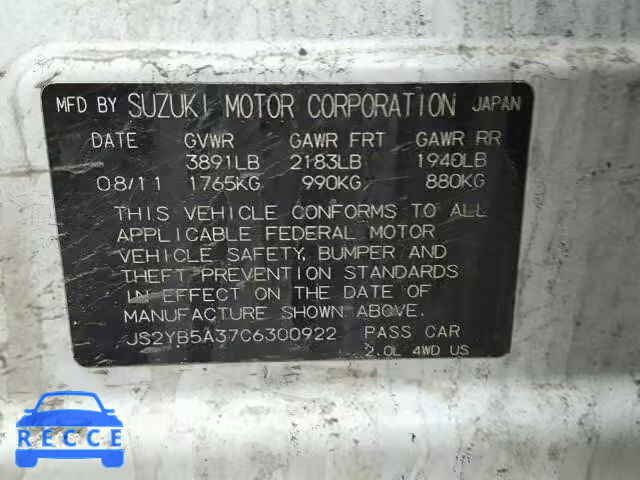 MFD BY SUZUKI MOTOR CORPORATION JAPAN
DATE GVWR GAWR FRT GAWR RR
3891LB 2183LB 1940LB
08/11 1765KG 990KG 880KG
THIS VEHICLE CONFORMS TO ALL
APPLICABLE FEDERAL MOTOR
VEHICLE SAFETY, BUMPER AND
THEFT PREVENTION STANDARDS
IN EFFECT ON THE DATE OF
MANUFACTURE SHOWN ABOVE.
JS2YB5A37C6300922 PASS CAR
2.0L 4WD US
RECCE